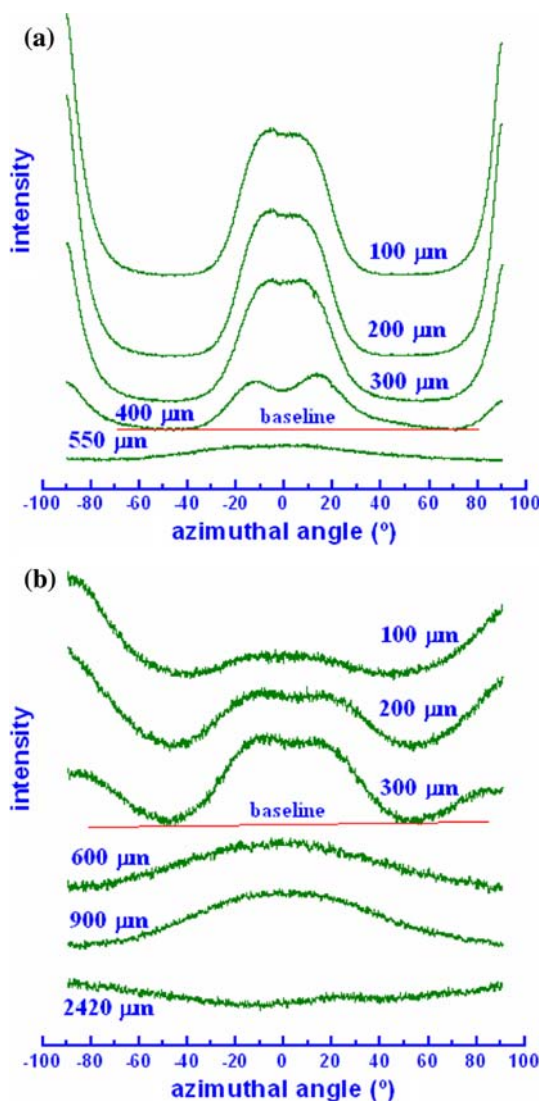 (a)
intensity
100 µm
200 µm
300 µm
400 µm
baseline
550 µm
-100 -80 -60 -40 -20 0 20 40 60 80 100
azimuthal angle (º)
(b)
intensity
100 µm
200 µm
300 µm
baseline
600 µm
900 µm
2420 µm
-100 -80 -60 -40 -20 0 20 40 60 80 100
azimuthal angle (º)